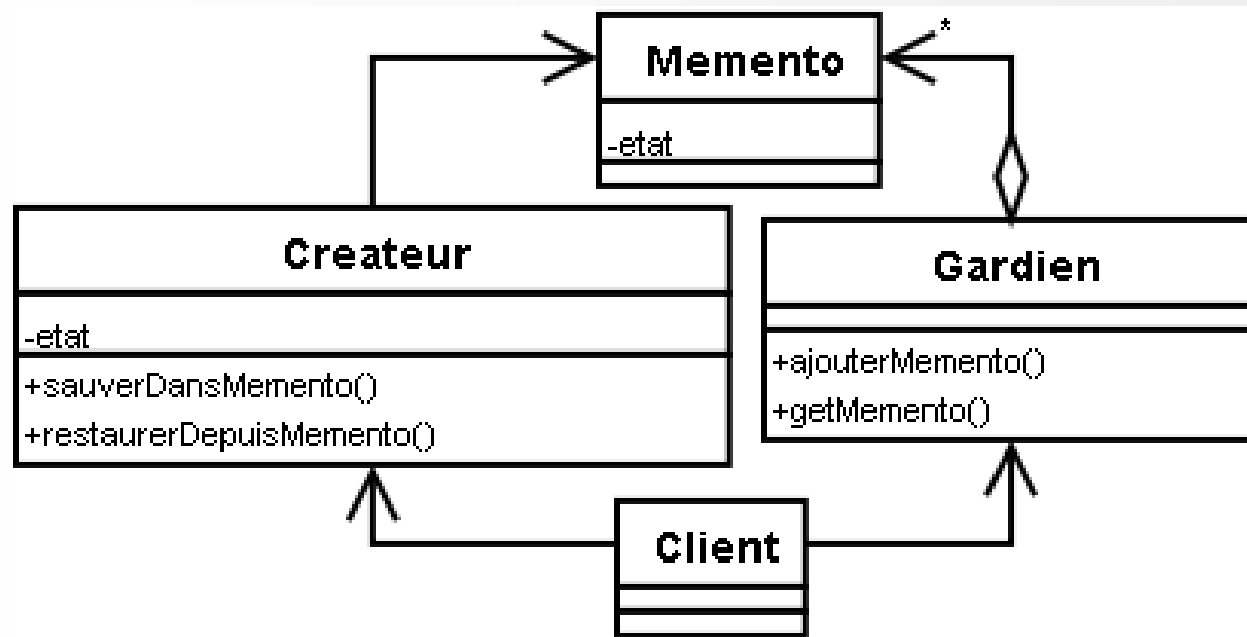 Memento
*
-etat
Createur
-etat
+sauverDansMemento()
+restaurerDepuisMemento()
Gardien
+ajouterMemento()
+getMemento()
Client